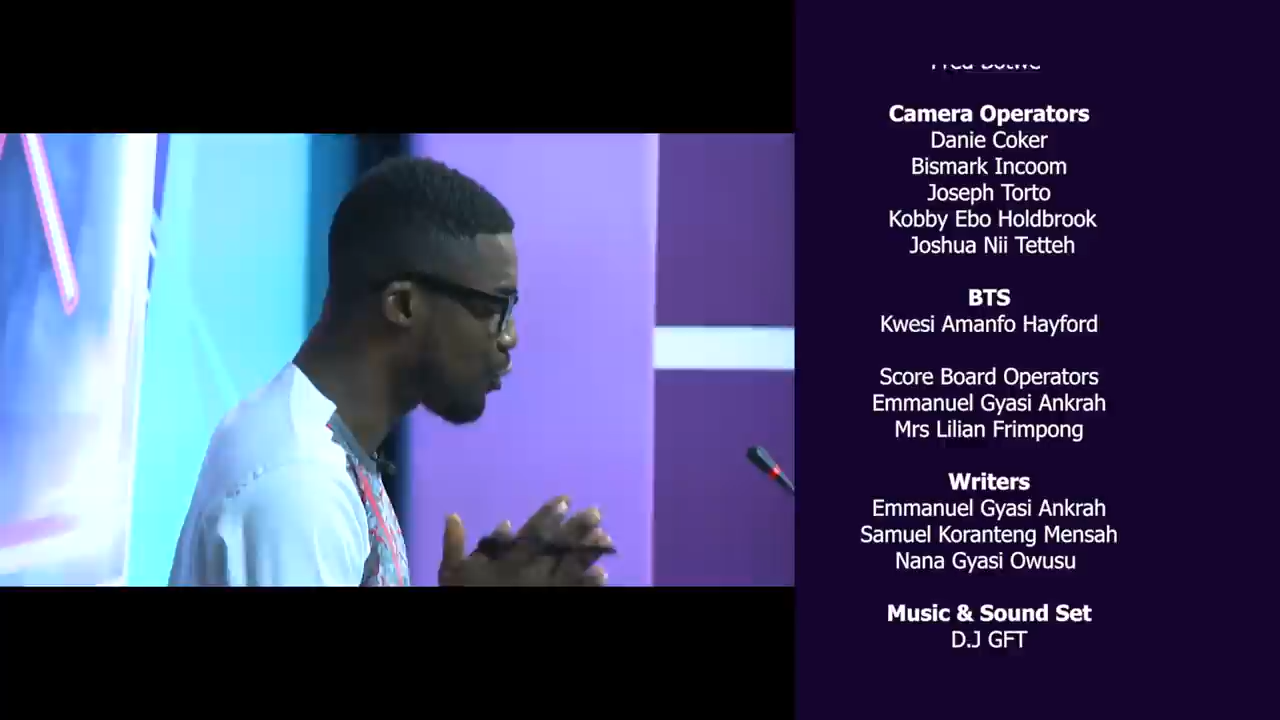 Camera Operators
Danie Coker
Bismark Incoom
Joseph Torto
Kobby Ebo Holdbrook
Joshua Nii Tetteh
BTS
Kwesi Amanfo Hayford
Score Board Operators
Emmanuel Gyasi Ankrah
Mrs Lilian Frimpong
Writers
Emmanuel Gyasi Ankrah
Samuel Koranteng Mensah
Nana Gyasi Owusu
Music & Sound Set
D.J GFT